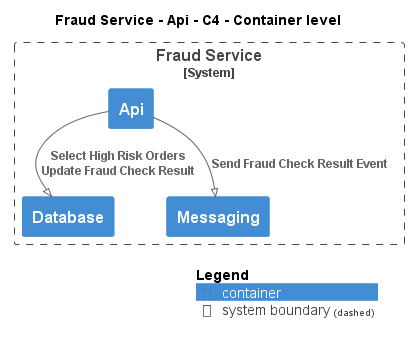 Fraud Service - Api - C4 - Container level
Fraud Service
[System]
Api
Select High Risk Orders
Update Fraud Check Result
Send Fraud Check Result Event
Database
Messaging
Legend
container
system boundary (dashed)